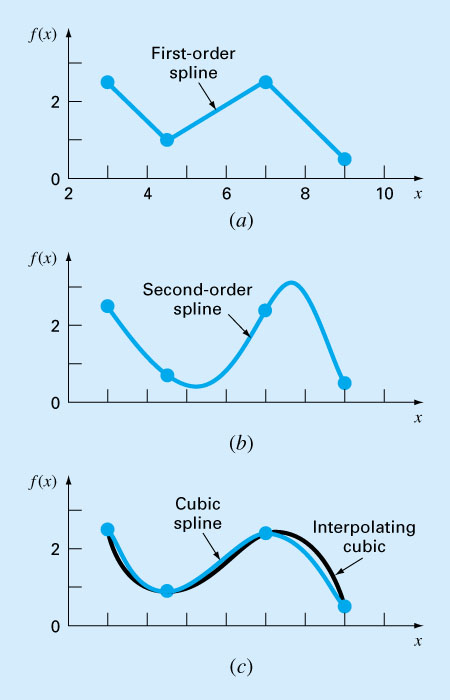 f(x)
First-order
spline
2
0
2 4 6 8 10 x
(a)
f(x)
Second-order
spline
2
0
x
(b)
f(x)
Cubic
spline
Interpolating
cubic
2
0
x
(c)